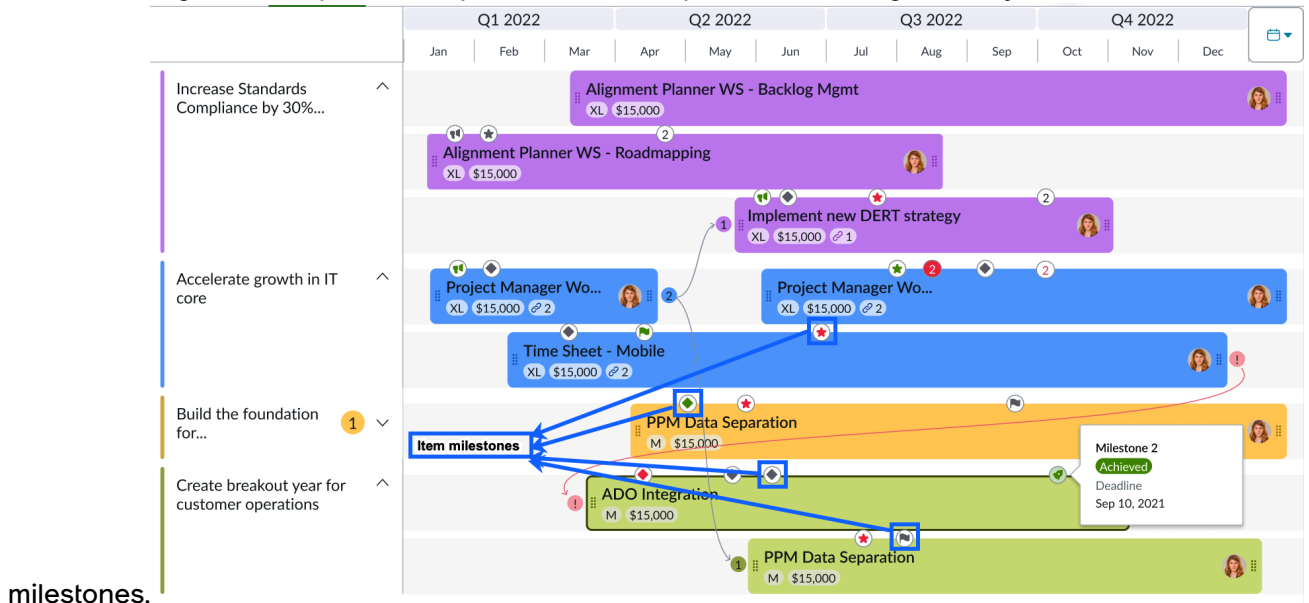 Q1 2022 Q2 2022 Q3 2022 Q4 2022
Jan Feb Mar Apr May Jun Jul Aug Sep Oct Nov Dec
Increase Standards
Compliance by 30%...
Alignment Planner WS - Backlog Mgmt
XL $15,000
2
Alignment Planner WS - Roadmapping
XL $15,000
2
1
Implement new DERT strategy
XL $15,000 1
Accelerate growth in IT
core
Project Manager Wo...
XL $15,000 2
2
2
2
Project Manager Wo...
XL $15,000 2
Time Sheet - Mobile
XL $15,000 2
!
Build the foundation
for...
1
PPM Data Separation
M $15,000
Item milestones
Milestone 2
Achieved
Deadline
Sep 10, 2021
Create breakout year for
customer operations
!
ADO Integration
M $15,000
1
PPM Data Separation
M $15,000
milestones.